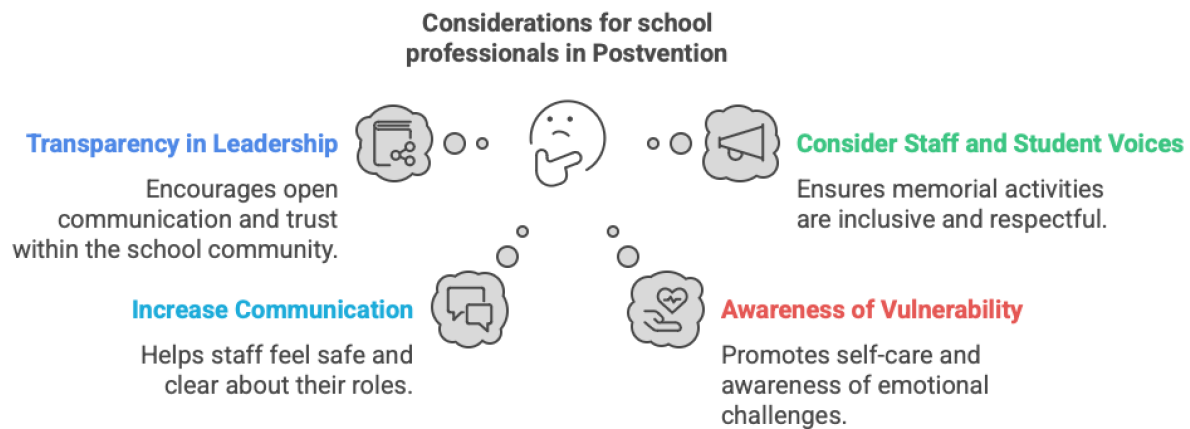 Considerations for school
professionals in Postvention
Transparency in Leadership
Encourages open
communication and trust
within the school community.
Consider Staff and Student Voices
Ensures memorial activities
are inclusive and respectful.
Increase Communication
Helps staff feel safe and
clear about their roles.
Awareness of Vulnerability
Promotes self-care and
awareness of emotional
challenges.